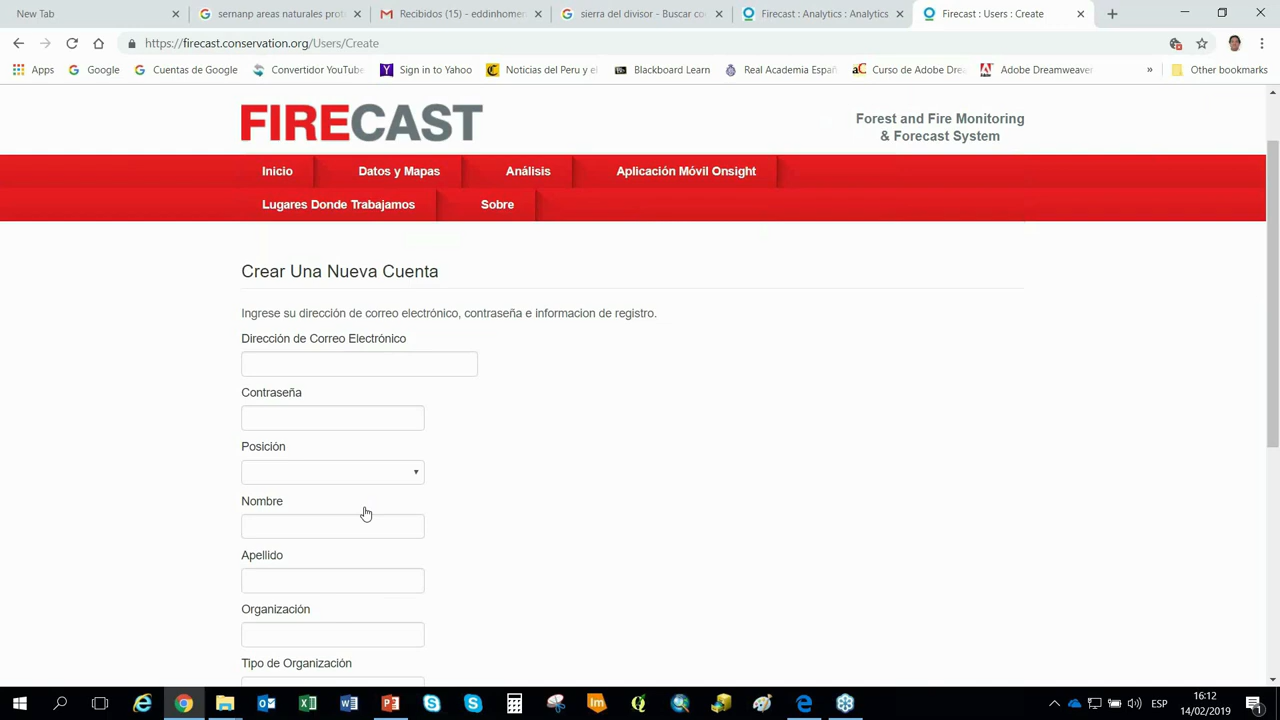 New Tab
sernanp areas naturales prot
Recibidos (15) - eddinhomer
sierra del divisor - Buscar co
Firecast : Analytics : Analytics
Firecast : Users : Create
https://firecast.conservation.org/Users/Create
Apps
Google
Cuentas de Google
Convertidor YouTube
Sign in to Yahoo
Noticias del Peru y el
Blackboard Learn
Real Academia Españ
Curso de Adobe Drea
Adobe Dreamweaver
»
Other bookmarks
FIRECAST
Forest and Fire Monitoring
& Forecast System
Inicio
Datos y Mapas
Análisis
Aplicación Móvil Onsight
Lugares Donde Trabajamos
Sobre
Crear Una Nueva Cuenta
Ingrese su dirección de correo electrónico, contraseña e informacion de registro.
Dirección de Correo Electrónico
Contraseña
Posición
Nombre
Apellido
Organización
Tipo de Organización
ESP
16:12
14/02/2019